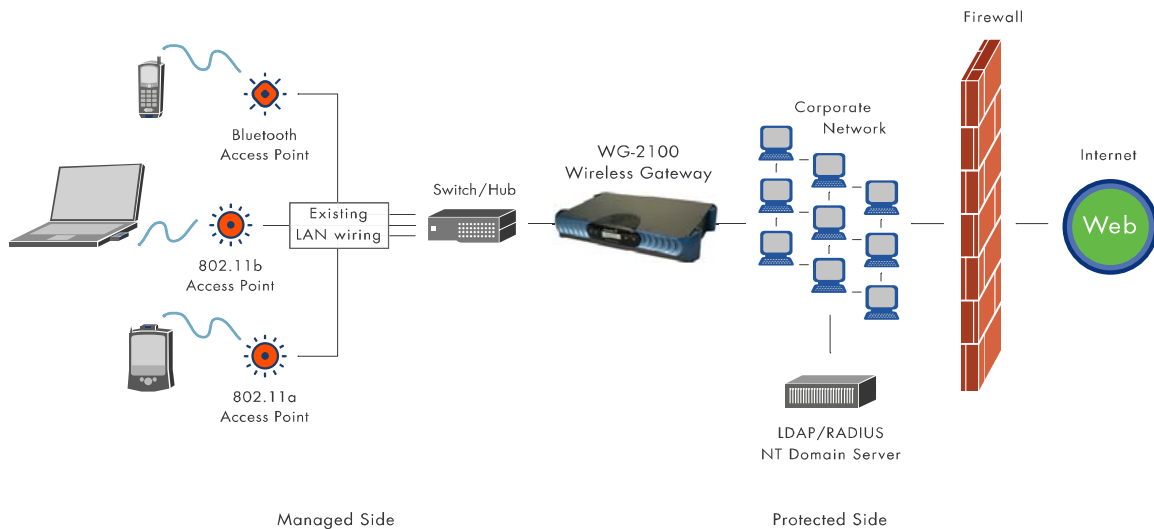 Firewall
Corporate
Network
Bluetooth
Access Point
WG-2100
Wireless Gateway
Internet
Switch/Hub
Existing
LAN wiring
Web
802.11b
Access Point
802.11a
Access Point
LDAP/RADIUS
NT Domain Server
Managed Side
Protected Side